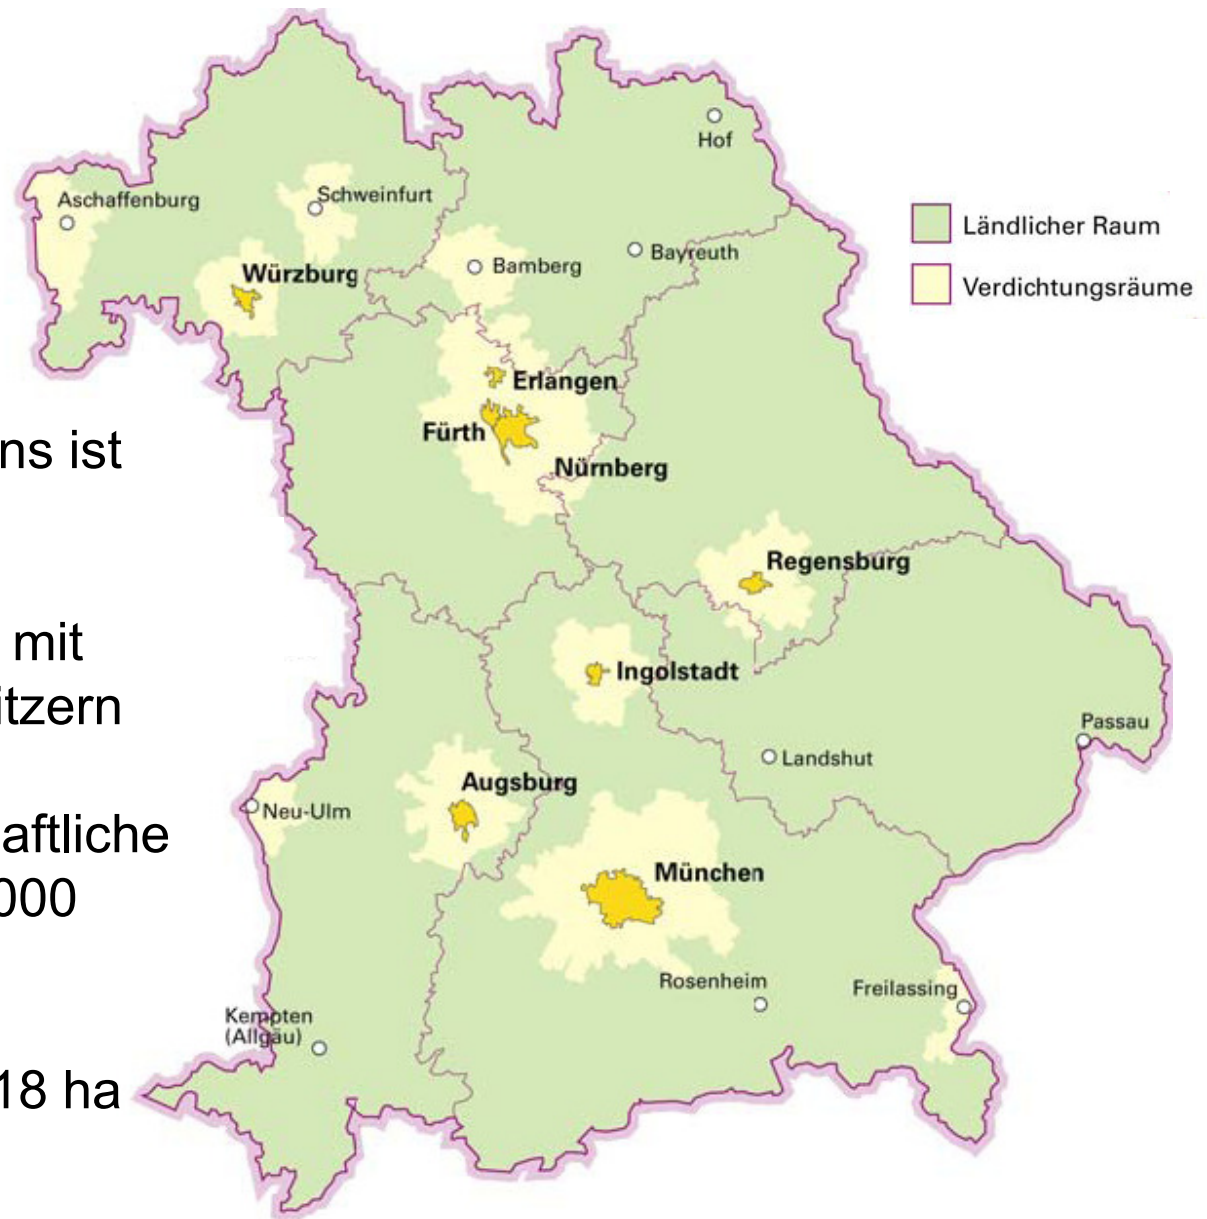 Hof
Aschaffenburg
Schweinfurt
Ländlicher Raum
Bayreuth
Bamberg
Würzburg
Verdichtungsräume
Erlangen
Fürth
Nürnberg
ns ist
Regensburg
mit
Ingolstadt
itzern
Passau
Landshut
Augsburg
Neu-Ulm
aftliche
München
000
Rosenheim
Freilassing
Kempten
(Allgäu)
18 ha